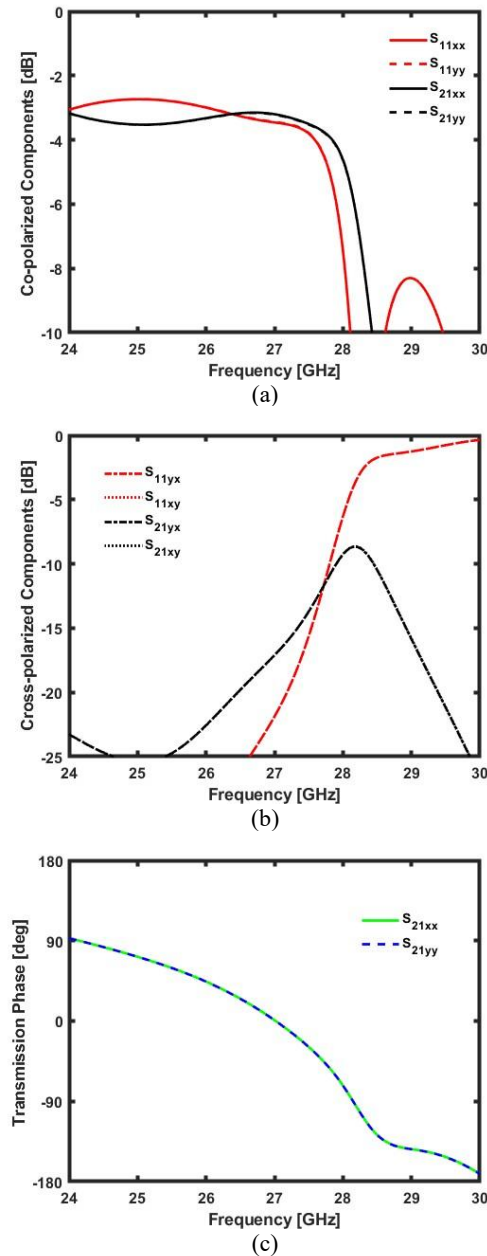 0
-2
-4
-6
-8
-10
Co-polarized Components [dB]
S11xx
S11yy
S21xx
S21yy
24 25 26 27 28 29 30
Frequency [GHz]
(a)
0
-5
-10
-15
-20
-25
Cross-polarized Components [dB]
S11yx
S11xy
S21yx
S21xy
24 25 26 27 28 29 30
Frequency [GHz]
(b)
180
90
0
-90
-180
Transmission Phase [deg]
S21xx
S21yy
24 25 26 27 28 29 30
Frequency [GHz]
(c)